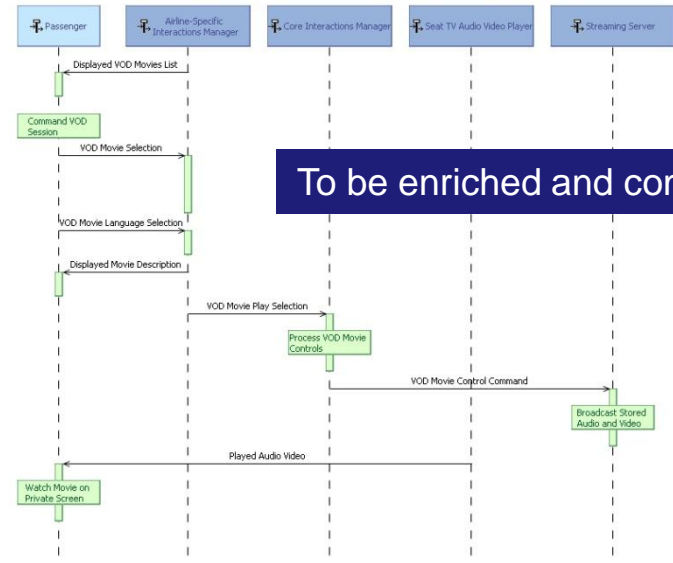 Passenger
Airline-Specific
Interactions Manager
Core Interactions Manager
Seat TV Audio Video Player
Streaming Server
Displayed VOD Movies List
Command VOD
Session
VOD Movie Selection
To be enriched and
VOD Movie Language Selection
Displayed Movie Description
VOD Movie Play Selection
Process VOD Movie
Controls
VOD Movie Control Command
Broadcast Stored
Audio and Video
Played Audio Video
Watch Movie on
Private Screen